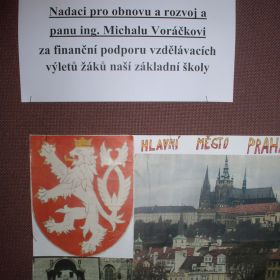 Nadaci pro obnovu a rozvoj a
panu ing. Michalu Voráčkovi
za finanční podporu vzdělávacích
výletů žáků naší základní školy
HLAVNÍ MĚSTO PRAHA